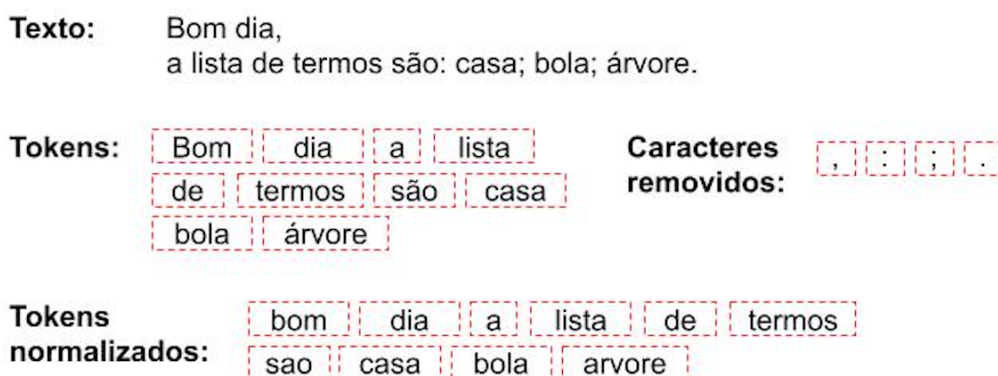 Texto: Bom dia,
a lista de termos são: casa; bola; árvore.
Tokens: Bom dia a lista
de termos são casa
bola árvore
Caracteres
removidos: , : ; .
Tokens
normalizados: bom dia a lista de termos
sao casa bola arvore